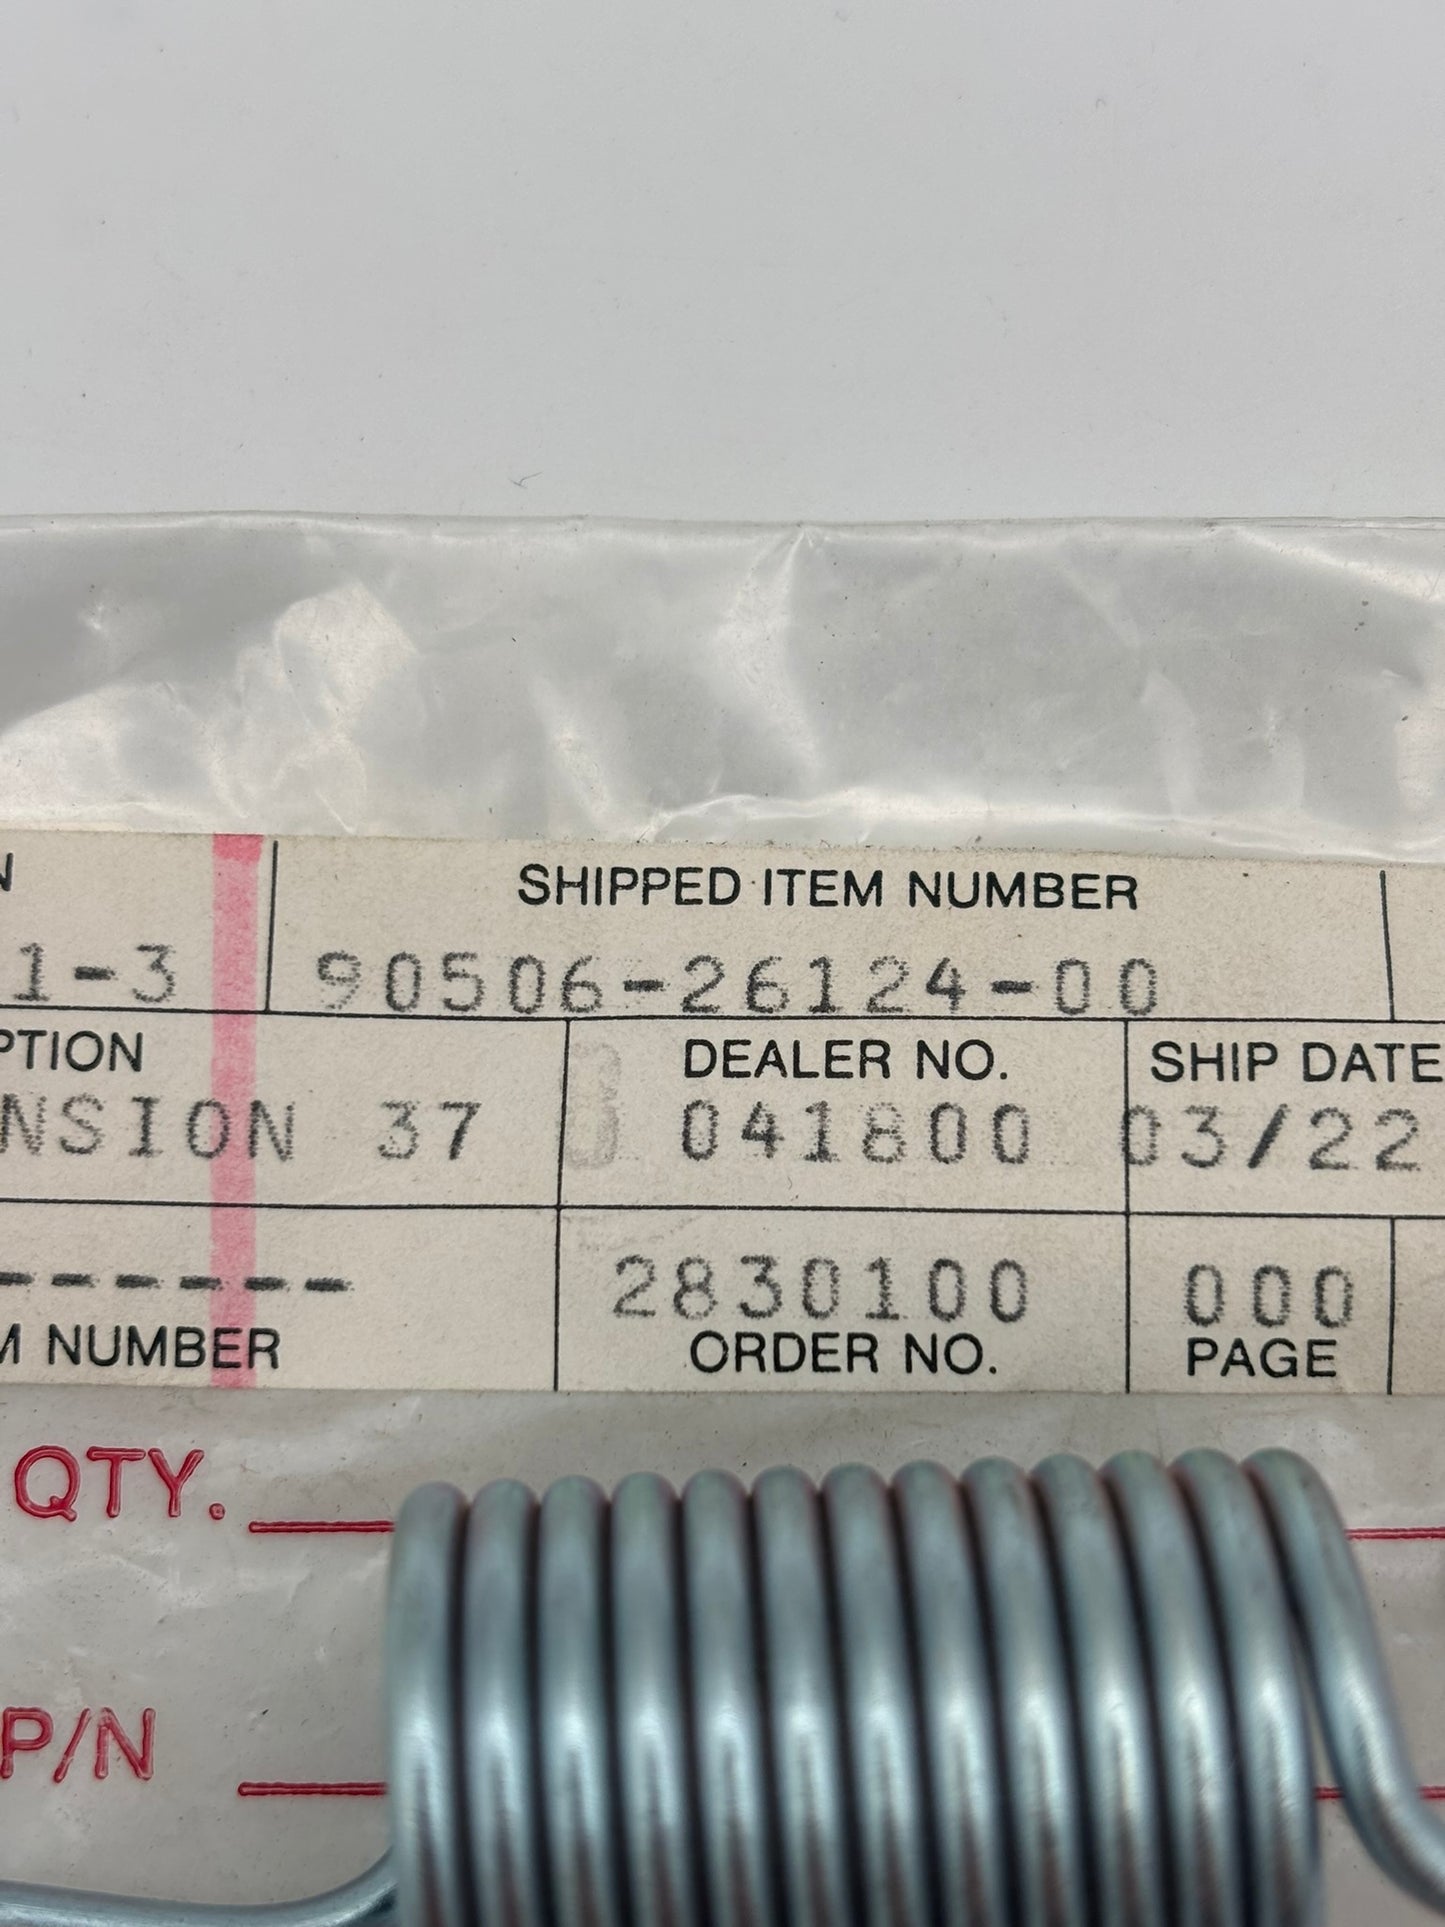 N SHIPPED ITEM NUMBER
1-3 90506-26124-00
PTION DEALER NO. SHIP DATE
NSION 37 041800 03/22
------ 2830100 000
M NUMBER ORDER NO. PAGE
QTY.
P/N